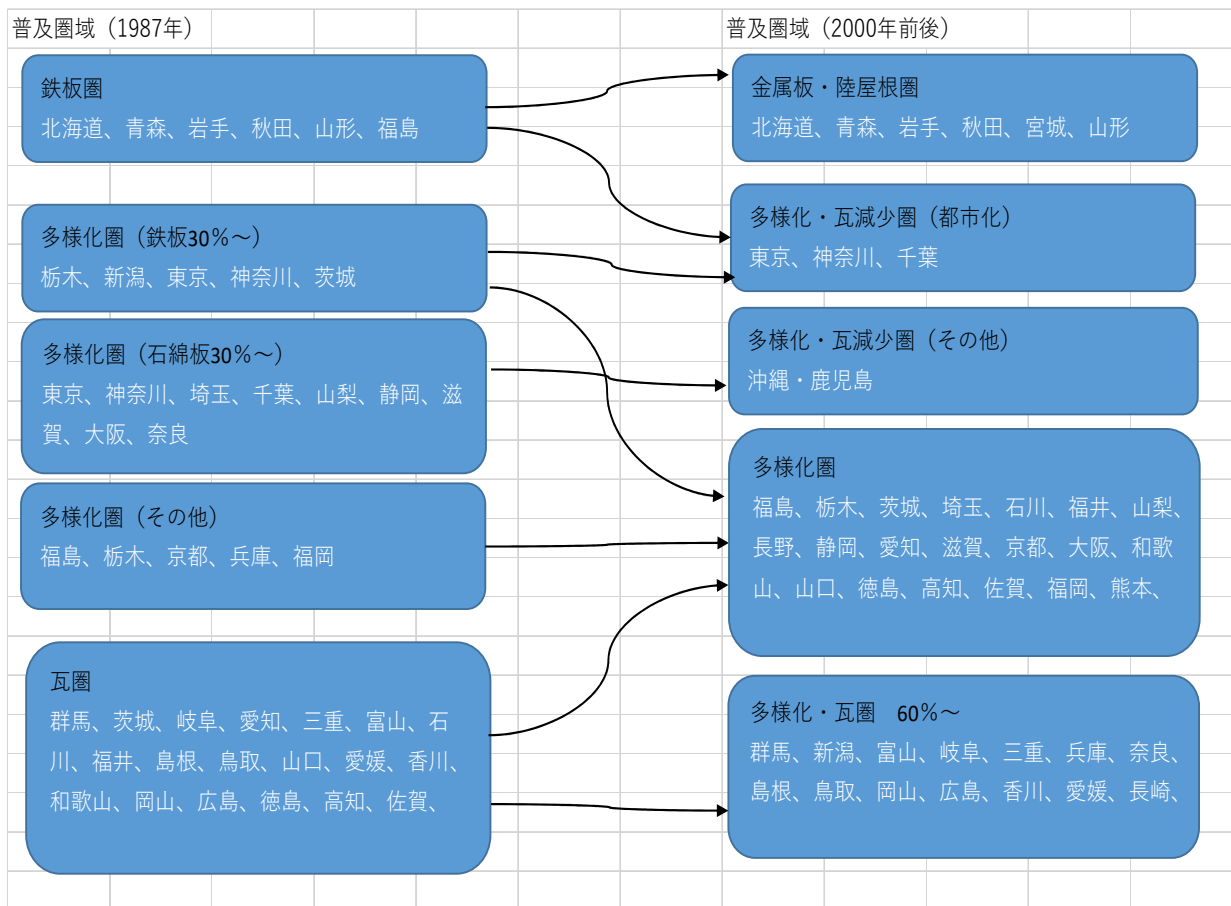 普及圏域（1987年）
鉄板圏
北海道、青森、岩手、秋田、山形、福島
多様化圏（鉄板30％～）
栃木、新潟、東京、神奈川、茨城
多様化圏（石綿板30％～）
東京、神奈川、埼玉、千葉、山梨、静岡、滋
賀、大阪、奈良
多様化圏（その他）
福島、栃木、京都、兵庫、福岡
瓦圏
群馬、茨城、岐阜、愛知、三重、富山、石
川、福井、島根、鳥取、山口、愛媛、香川、
和歌山、岡山、広島、徳島、高知、佐賀、
普及圏域（2000年前後）
金属板・陸屋根圏
北海道、青森、岩手、秋田、宮城、山形
多様化・瓦減少圏（都市化）
東京、神奈川、千葉
多様化・瓦減少圏（その他）
沖縄・鹿児島
多様化圏
福島、栃木、茨城、埼玉、石川、福井、山梨、
長野、静岡、愛知、滋賀、京都、大阪、和歌
山、山口、徳島、高知、佐賀、福岡、熊本、
多様化・瓦圏　60％～
群馬、新潟、富山、岐阜、三重、兵庫、奈良、
島根、鳥取、岡山、広島、香川、愛媛、長崎、